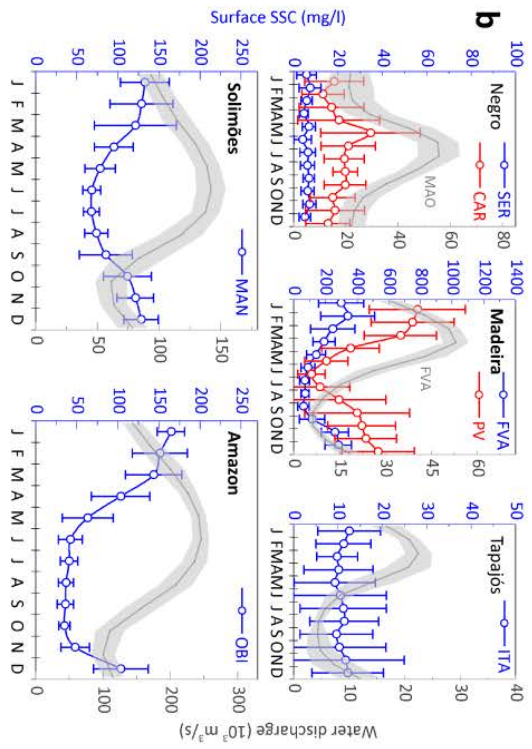 b
Surface SSC (mg/l)
Negro
SER
CAR
MAO
0 20 40 60 80 100
J F M A M J J A S O N D
0 20 40 60 80
Madeira
FVA
PV
FVA
0 200 400 600 800 1000 1200 1400
J F M A M J J A S O N D
0 15 30 45 60
Tapajós
ITA
0 10 20 30 40 50
J F M A M J J A S O N D
0 10 20 30 40
Solimões
MAN
0 50 100 150 200 250
J F M A M J J A S O N D
0 50 100 150
Amazon
OBI
0 50 100 150 200 250
J F M A M J J A S O N D
0 100 200 300
Water discharge (10³ m³/s)